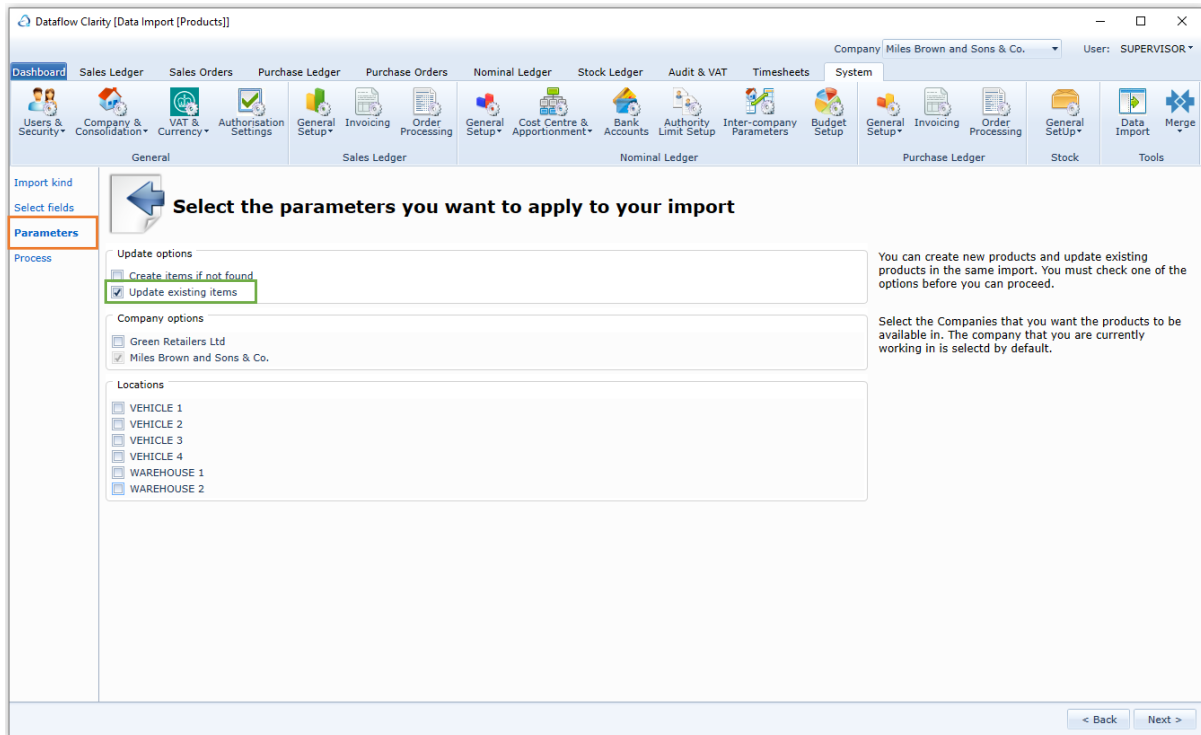 Dataflow Clarity [Data Import [Products]]
Company Miles Brown and Sons & Co. User: SUPERVISOR
Dashboard Sales Ledger Sales Orders Purchase Ledger Purchase Orders Nominal Ledger Stock Ledger Audit & VAT Timesheets System
Users & Company & VAT & Authorisation General Invoicing Order General Cost Centre & Bank Authority Inter-company Budget General Invoicing Order General Data Merge
Security Consolidation Currency Settings Setup Processing Setup Apportionment Accounts Limit Setup Parameters Setup Setup Processing SetUp Import
General Sales Ledger Nominal Ledger Purchase Ledger Stock Tools
Import kind
Select fields
Parameters
Process
Select the parameters you want to apply to your import
Update options
Create items if not found
Update existing items
Company options
Green Retailers Ltd
Miles Brown and Sons & Co.
Locations
VEHICLE 1
VEHICLE 2
VEHICLE 3
VEHICLE 4
WAREHOUSE 1
WAREHOUSE 2
You can create new products and update existing
products in the same import. You must check one of the
options before you can proceed.
Select the Companies that you want the products to be
available in. The company that you are currently
working in is selectd by default.
< Back Next >